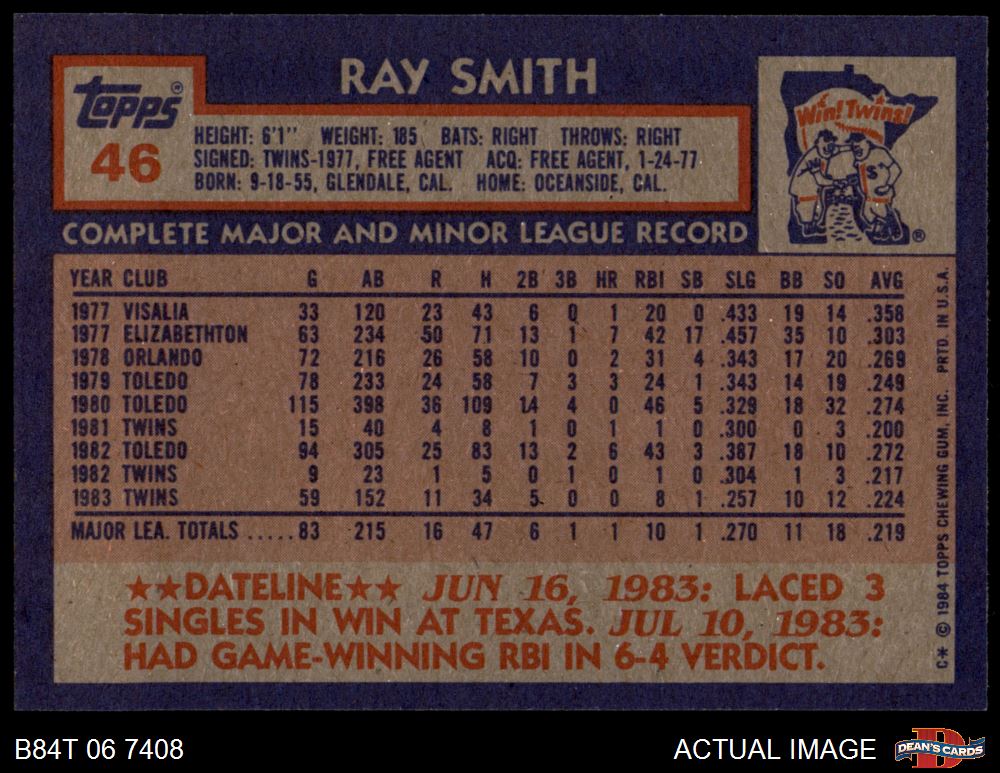 RAY SMITH
Topps®
46
HEIGHT: 6'1" WEIGHT: 185 BATS: RIGHT THROWS: RIGHT
SIGNED: TWINS-1977, FREE AGENT ACQ: FREE AGENT, 1-24-77
BORN: 9-18-55, GLENDALE, CAL. HOME: OCEANSIDE, CAL.
Win! Twins!
S
®
COMPLETE MAJOR AND MINOR LEAGUE RECORD
YEAR CLUB G AB R H 2B 3B HR RBI SB SLG BB SO AVG
1977 VISALIA 33 120 23 43 6 0 1 20 0 .433 19 14 .358
1977 ELIZABETHTON 63 234 50 71 13 1 7 42 17 .457 35 10 .303
1978 ORLANDO 72 216 26 58 10 0 2 31 4 .343 17 20 .269
1979 TOLEDO 78 233 24 58 7 3 3 24 1 .343 14 19 .249
1980 TOLEDO 115 398 36 109 14 4 0 46 5 .329 18 32 .274
1981 TWINS 15 40 4 8 1 0 1 1 0 .300 0 3 .200
1982 TOLEDO 94 305 25 83 13 2 6 43 3 .387 18 10 .272
1982 TWINS 9 23 1 5 0 1 0 1 0 .304 1 3 .217
1983 TWINS 59 152 11 34 5 0 0 8 1 .257 10 12 .224
MAJOR LEA. TOTALS .....83 215 16 47 6 1 1 10 1 .270 11 18 .219
★★DATELINE★★ JUN 16, 1983: LACED 3
SINGLES IN WIN AT TEXAS. JUL 10, 1983:
HAD GAME-WINNING RBI IN 6-4 VERDICT.
C* © 1984 TOPPS CHEWING GUM, INC. PRTD. IN U.S.A.
B84T 06 7408
ACTUAL IMAGE
D
DEAN'S CARDS